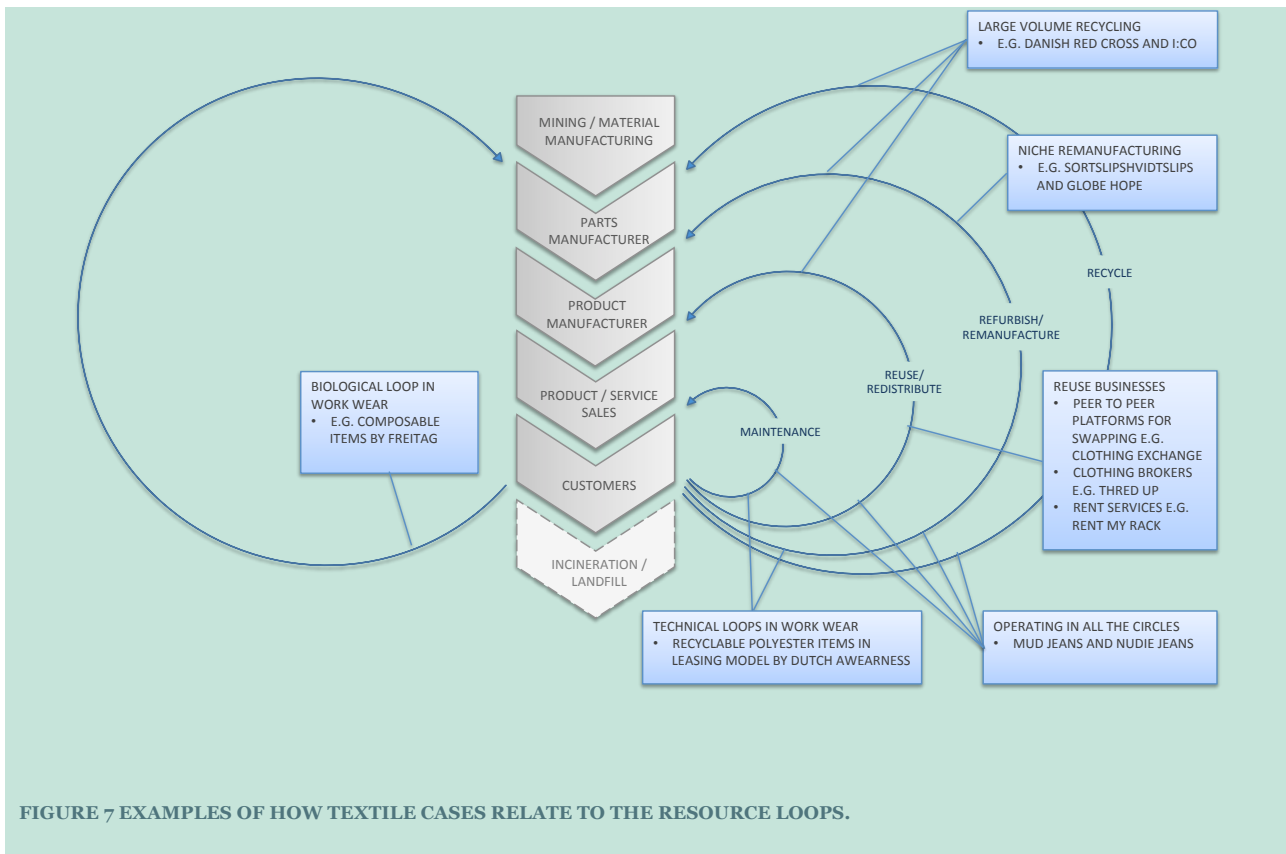 LARGE VOLUME RECYCLING
• E.G. DANISH RED CROSS AND I:CO
MINING / MATERIAL
MANUFACTURING
NICHE REMANUFACTURING
• E.G. SORTSLIPSHVIDTSLIPS
AND GLOBE HOPE
PARTS
MANUFACTURER
RECYCLE
PRODUCT
MANUFACTURER
REFURBISH/
REMANUFACTURE
REUSE/
REDISTRIBUTE
BIOLOGICAL LOOP IN
WORK WEAR
• E.G. COMPOSABLE
ITEMS BY FREITAG
PRODUCT / SERVICE
SALES
MAINTENANCE
REUSE BUSINESSES
• PEER TO PEER
PLATFORMS FOR
SWAPPING E.G.
CLOTHING EXCHANGE
• CLOTHING BROKERS
E.G. THRED UP
• RENT SERVICES E.G.
RENT MY RACK
CUSTOMERS
INCINERATION /
LANDFILL
TECHNICAL LOOPS IN WORK WEAR
• RECYCLABLE POLYESTER ITEMS IN
LEASING MODEL BY DUTCH AWEARNESS
OPERATING IN ALL THE CIRCLES
• MUD JEANS AND NUDIE JEANS
FIGURE 7 EXAMPLES OF HOW TEXTILE CASES RELATE TO THE RESOURCE LOOPS.